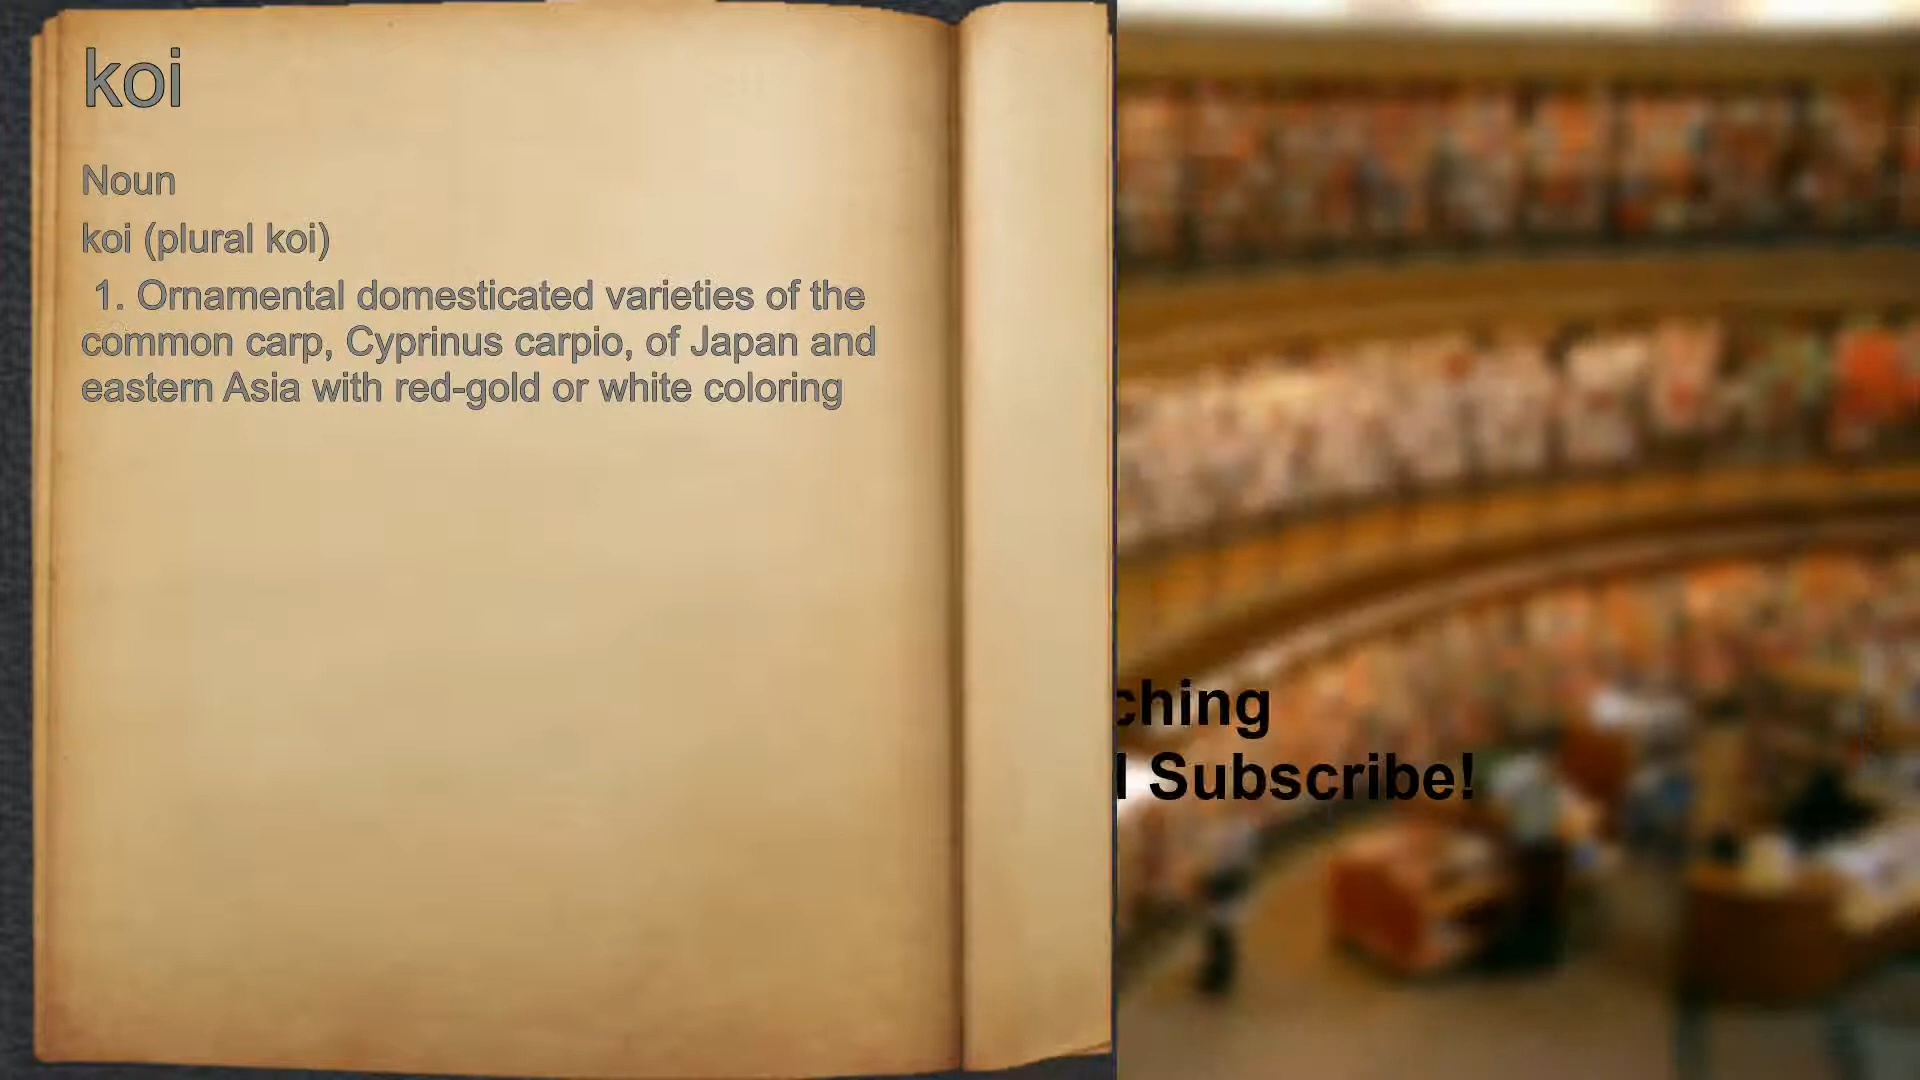 koi
Noun
koi (plural koi)
1. Ornamental domesticated varieties of the
common carp, Cyprinus carpio, of Japan and
eastern Asia with red-gold or white coloring
ching
Subscribe!